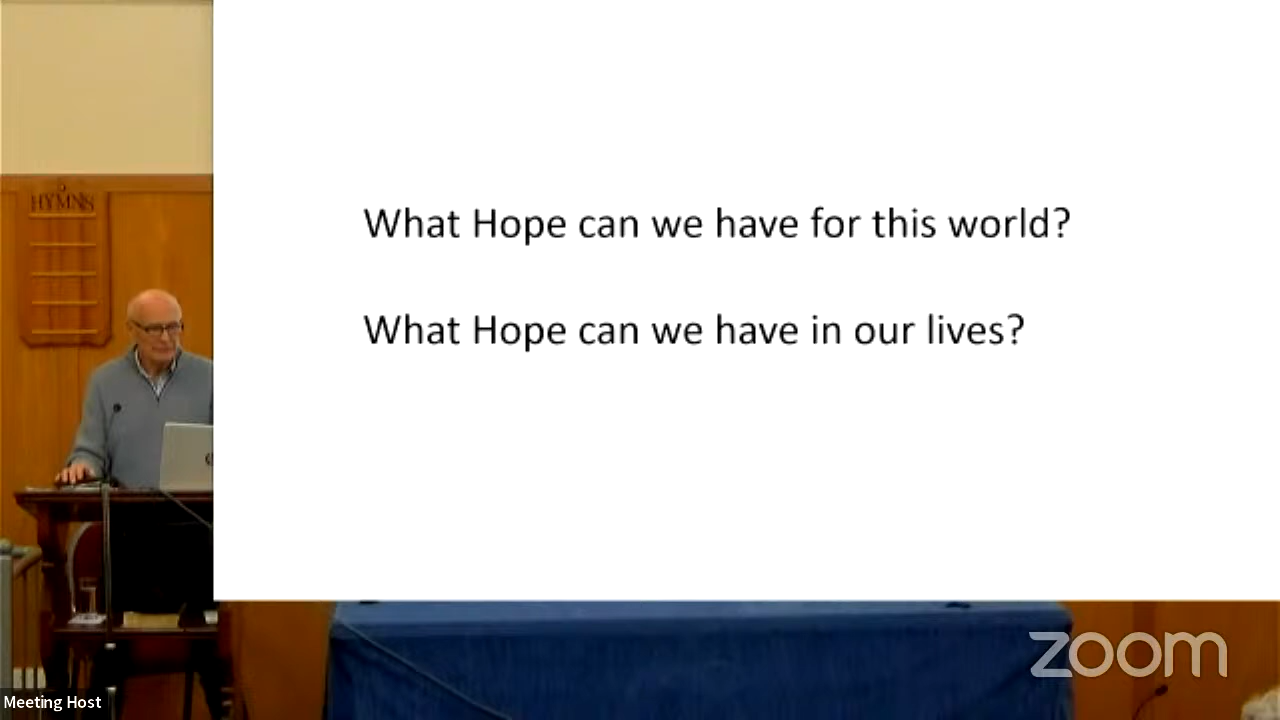 HYMNS
What Hope can we have for this world?
What Hope can we have in our lives?
zoom
Meeting Host